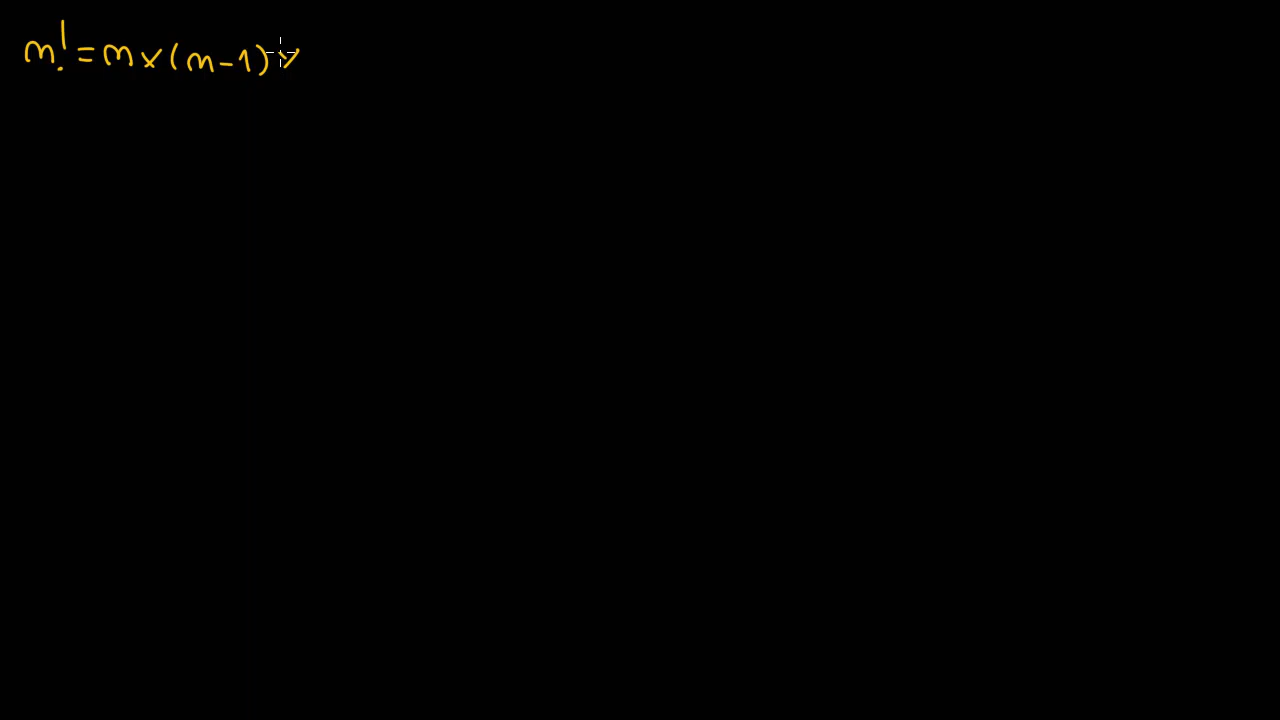 m! = m × (m - 1) ×